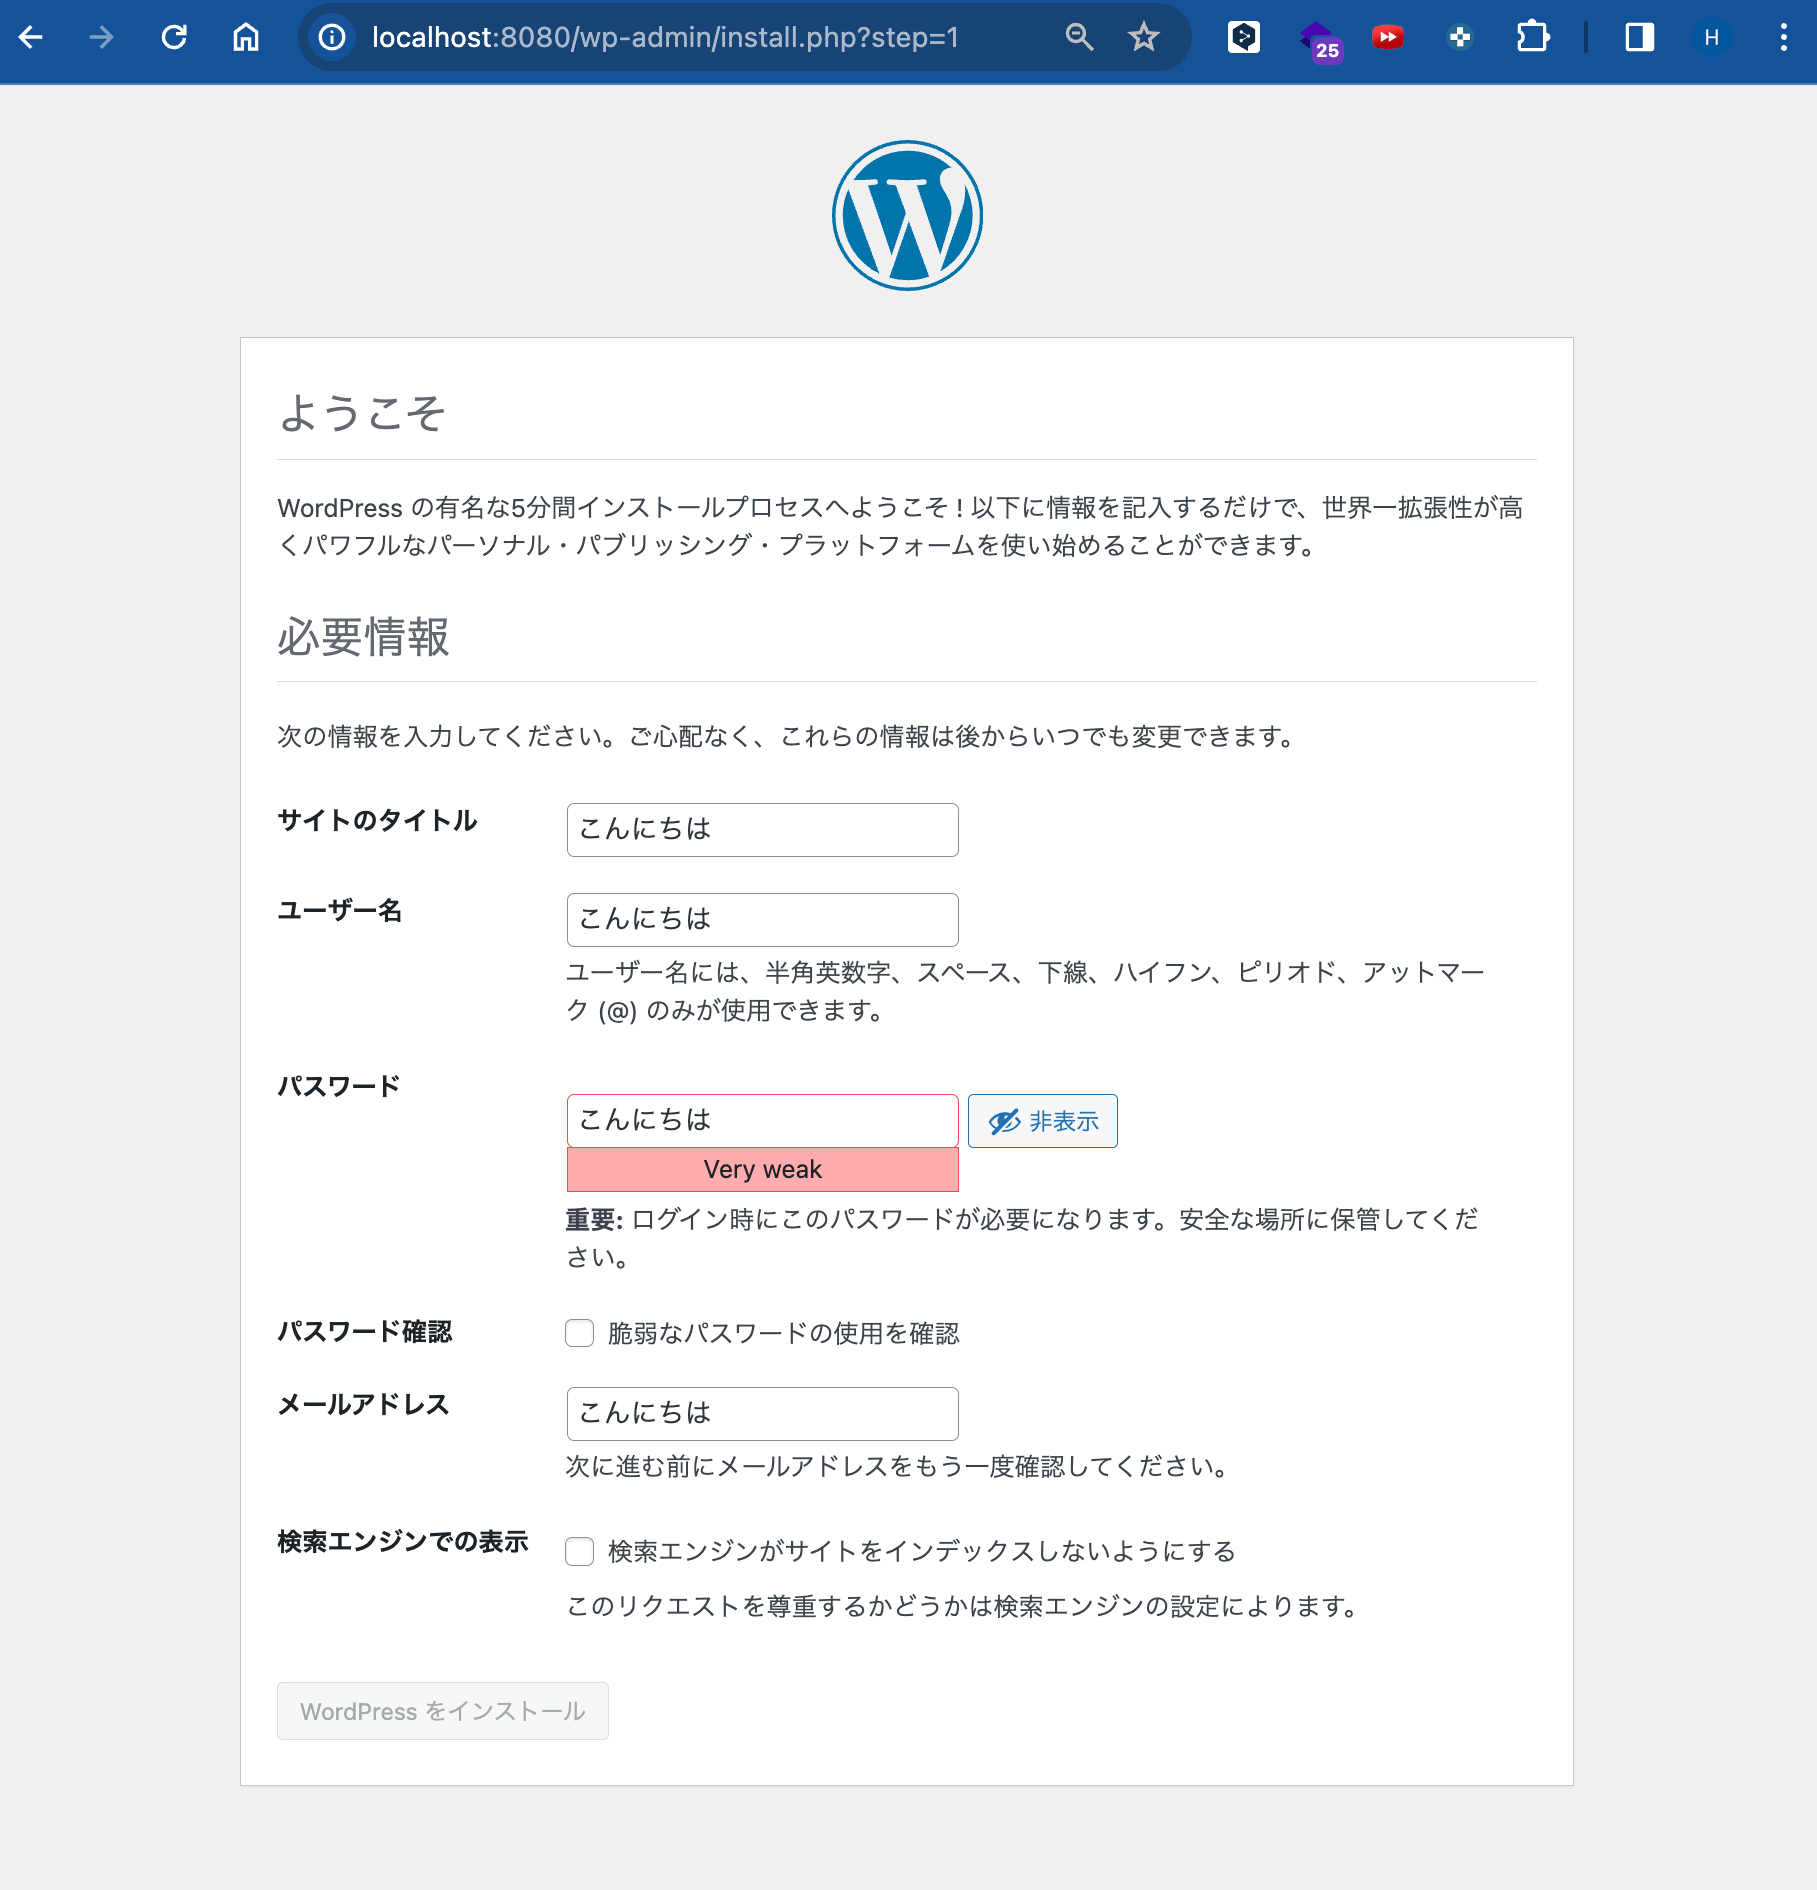 localhost:8080/wp-admin/install.php?step=1
25
H
ようこそ
WordPress の有名な5分間インストールプロセスへようこそ ! 以下に情報を記入するだけで、世界一拡張性が高
くパワフルなパーソナル・パブリッシング・プラットフォームを使い始めることができます。
必要情報
次の情報を入力してください。ご心配なく、これらの情報は後からいつでも変更できます。
サイトのタイトル
こんにちは
ユーザー名
こんにちは
ユーザー名には、半角英数字、スペース、下線、ハイフン、ピリオド、アットマー
ク (@) のみが使用できます。
パスワード
こんにちは
非表示
Very weak
重要: ログイン時にこのパスワードが必要になります。安全な場所に保管してくだ
さい。
パスワード確認
脆弱なパスワードの使用を確認
メールアドレス
こんにちは
次に進む前にメールアドレスをもう一度確認してください。
検索エンジンでの表示
検索エンジンがサイトをインデックスしないようにする
このリクエストを尊重するかどうかは検索エンジンの設定によります。
WordPress をインストール